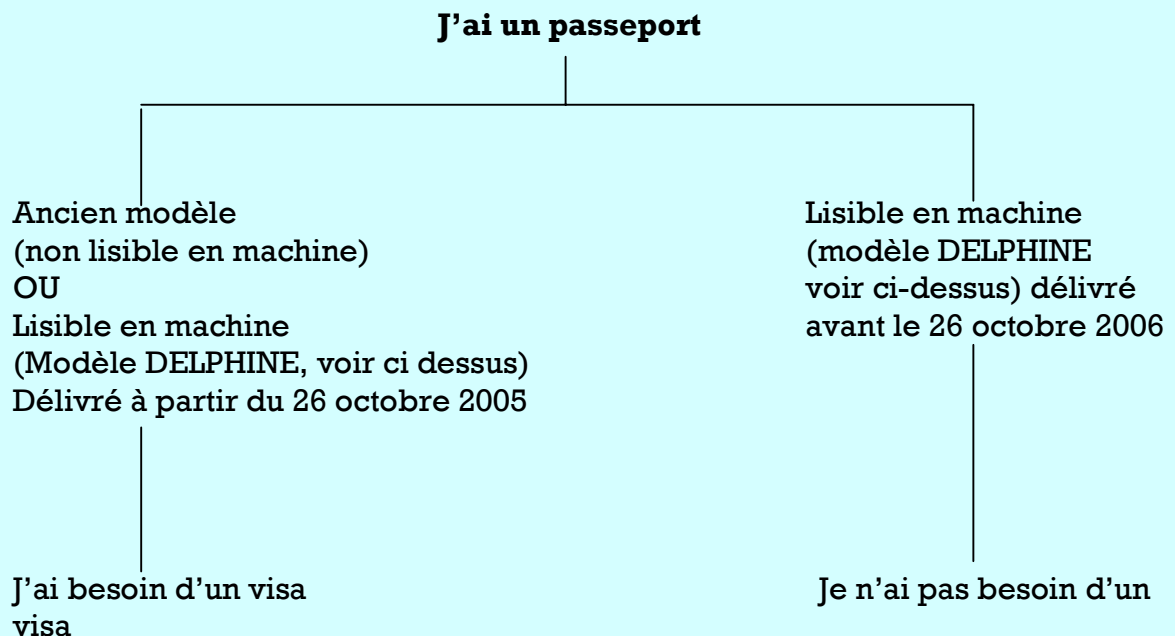 J'ai un passeport
Ancien modèle
(non lisible en machine)
OU
Lisible en machine
(Modèle DELPHINE, voir ci dessus)
Délivré à partir du 26 octobre 2005
Lisible en machine
(modèle DELPHINE
voir ci-dessus) délivré
avant le 26 octobre 2006
J'ai besoin d'un visa
Je n'ai pas besoin d'un
visa